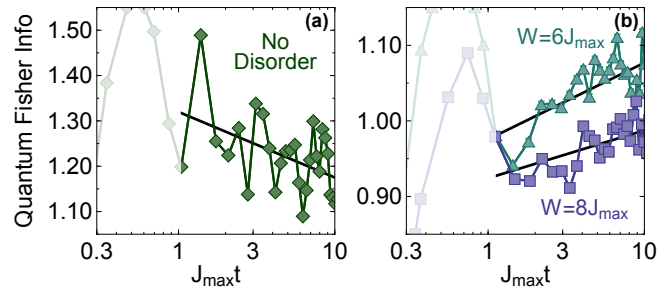 Quantum Fisher Info
1.50
1.40
1.30
1.20
1.10
(a)
No
Disorder
0.3
1
3
10
J_max t
1.10
1.00
0.90
(b)
W=6J_max
W=8J_max
0.3
1
3
10
J_max t